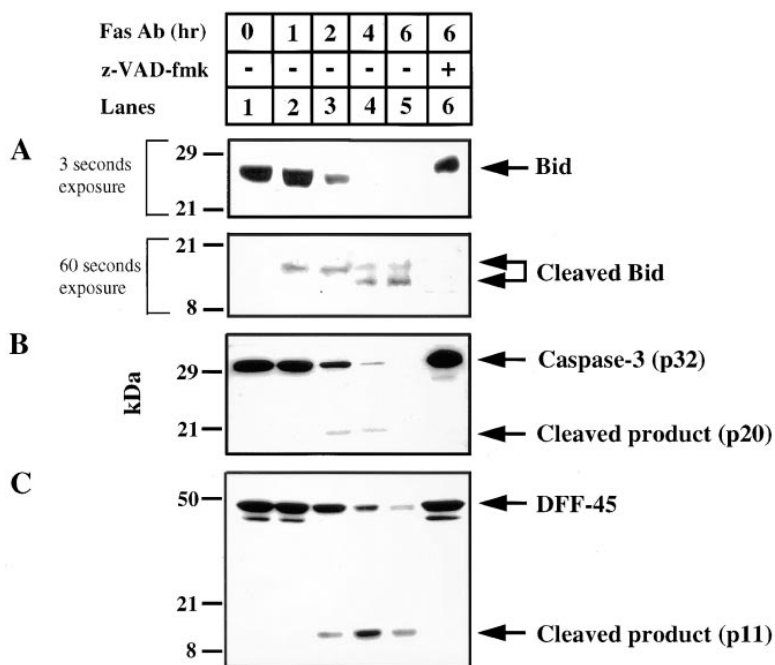 Fas Ab (hr) 0 1 2 4 6 6
z-VAD-fmk - - - - - +
Lanes 1 2 3 4 5 6
A
3 seconds
exposure
29
21
Bid
60 seconds
exposure
21
8
Cleaved Bid
B
kDa
29
21
Caspase-3 (p32)
Cleaved product (p20)
C
50
21
8
DFF-45
Cleaved product (p11)